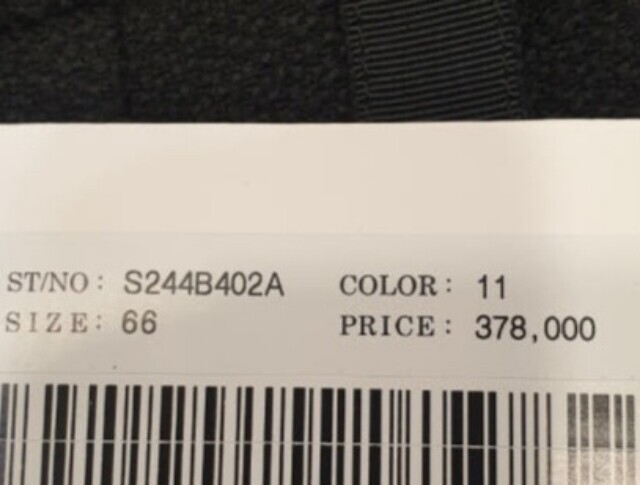 ST/NO: S244B402A COLOR: 11
SIZE: 66 PRICE: 378,000